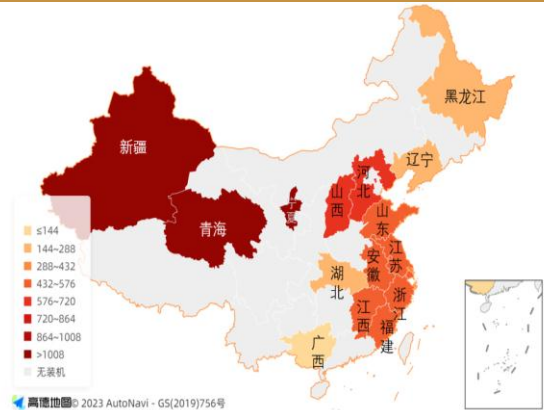 黑龙江
新疆
辽宁
河北
山西
宁夏
青海
山东
江苏
安徽
湖北
浙江
江西
福建
广西
≤144
144~288
288~432
432~576
576~720
720~864
864~1008
>1008
无装机
高德地图 © 2023 AutoNavi - GS(2019)756号